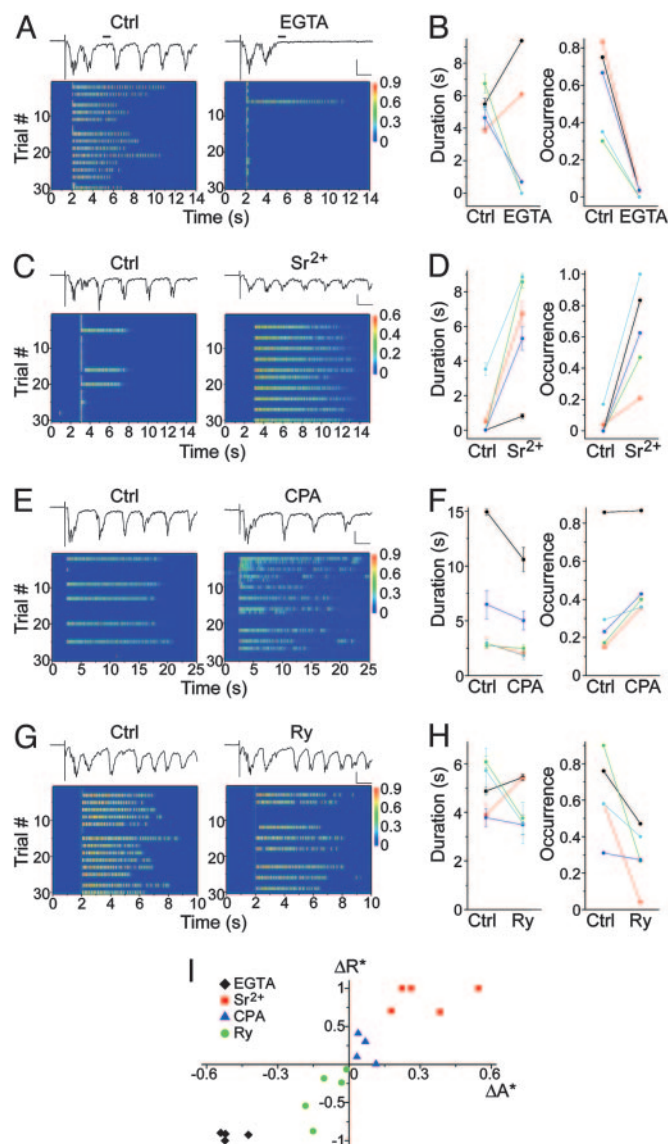 A
Ctrl
EGTA
0.9
0.6
0.3
0
Trial #
10
20
30
0 2 4 6 8 10 12 14
0 2 4 6 8 10 12 14
Time (s)
B
Duration (s)
10
8
6
4
2
0
Ctrl EGTA
Occurrence
0.8
0.6
0.4
0.2
0
Ctrl EGTA
C
Ctrl
Sr²⁺
0.6
0.4
0.2
0
Trial #
10
20
30
0 2 4 6 8 10 12 14
0 2 4 6 8 10 12 14
Time (s)
D
Duration (s)
8
6
4
2
0
Ctrl Sr²⁺
Occurrence
1.0
0.8
0.6
0.4
0.2
0
Ctrl Sr²⁺
E
Ctrl
CPA
0.9
0.6
0.3
0
Trial #
10
20
30
0 5 10 15 20 25
0 5 10 15 20 25
Time (s)
F
Duration (s)
15
10
5
0
Ctrl CPA
Occurrence
0.8
0.6
0.4
0.2
0
Ctrl CPA
G
Ctrl
Ry
0.9
0.6
0.3
0
Trial #
10
20
30
0 2 4 6 8 10
0 2 4 6 8 10
Time (s)
H
Duration (s)
6
4
2
0
Ctrl Ry
Occurrence
0.8
0.6
0.4
0.2
0
Ctrl Ry
I
ΔR*
EGTA
Sr²⁺
CPA
Ry
1
0.5
-0.6 -0.3 0 0.3 0.6
ΔA*
-0.5
-1